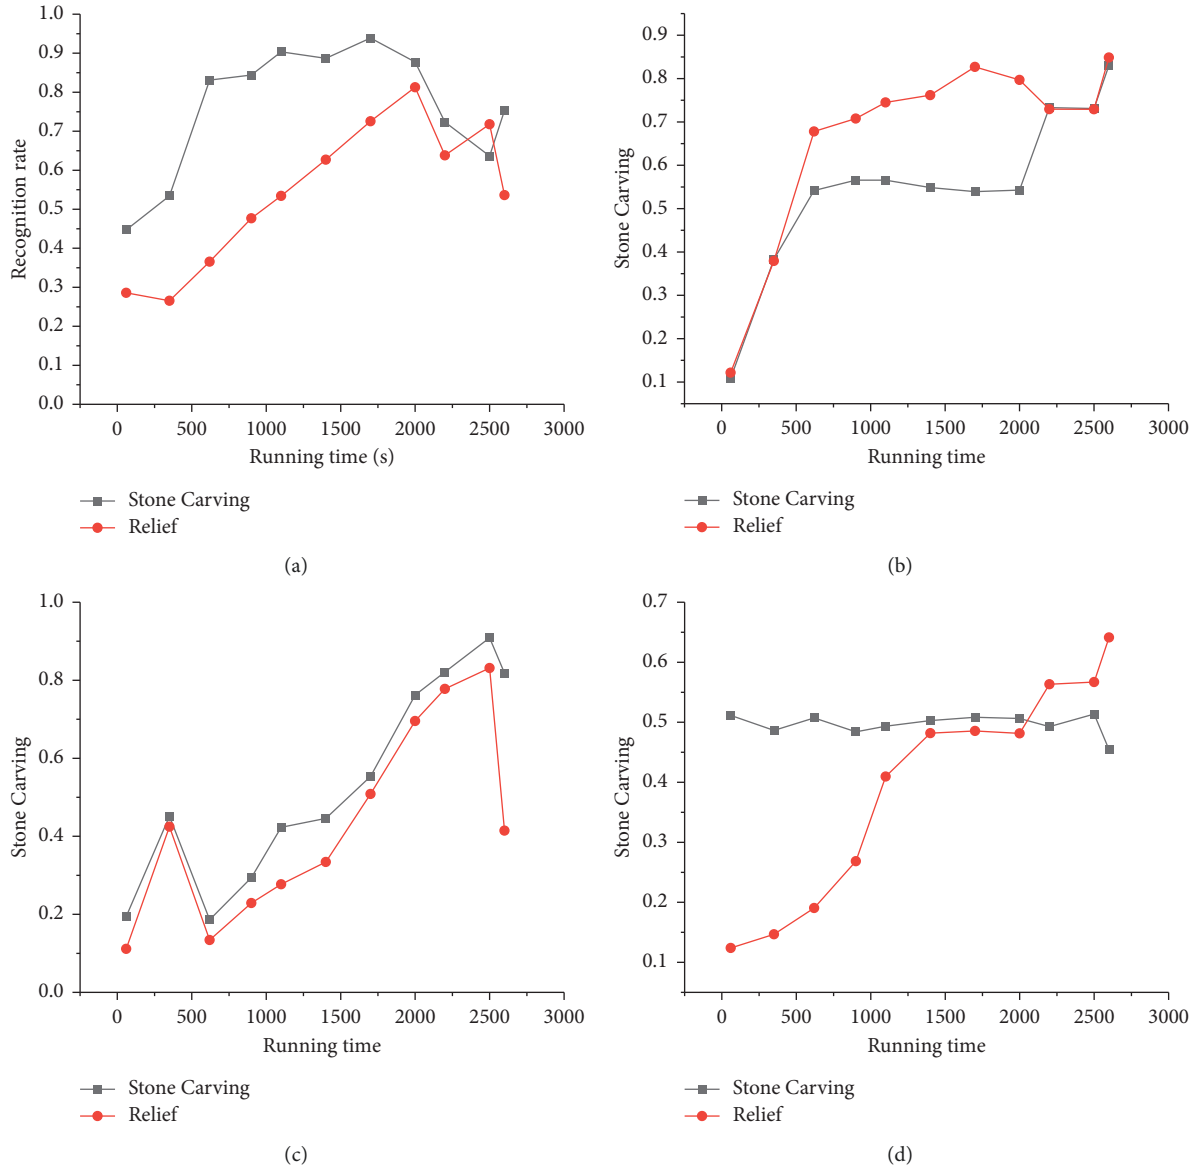 1.0
0.9
0.8
0.7
0.6
0.5
0.4
0.3
0.2
0.1
0.0
Recognition rate
0 500 1000 1500 2000 2500 3000
Running time (s)
Stone Carving
Relief
(a)
0.9
0.8
0.7
0.6
0.5
0.4
0.3
0.2
0.1
Stone Carving
0 500 1000 1500 2000 2500 3000
Running time
Stone Carving
Relief
(b)
1.0
0.8
0.6
0.4
0.2
0.0
Stone Carving
0 500 1000 1500 2000 2500 3000
Running time
Stone Carving
Relief
(c)
0.7
0.6
0.5
0.4
0.3
0.2
0.1
Stone Carving
0 500 1000 1500 2000 2500 3000
Running time
Stone Carving
Relief
(d)